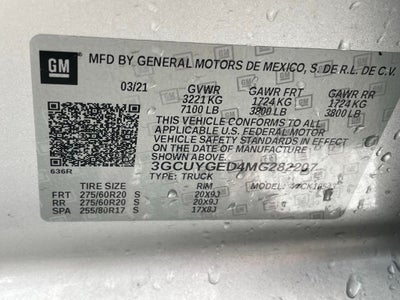 GM
MFD BY GENERAL MOTORS DE MEXICO, S. DE R.L. DE C.V.
03/21 GVWR GAWR FRT GAWR RR
3221 KG 1724 KG 1724 KG
7100 LB 3800 LB 3800 LB
THIS VEHICLE CONFORMS TO ALL
APPLICABLE U.S. FEDERAL MOTOR
VEHICLE SAFETY STANDARDS IN EFFECT
ON THE DATE OF MANUFACTURE SHOWN ABOVE.
3GCUYGED4MG282207
636R TYPE: TRUCK MODEL:
TIRE SIZE RIM
FRT 275/60R20 S 20X9J
RR 275/60R20 S 20X9J
SPA 255/80R17 S 17X8J